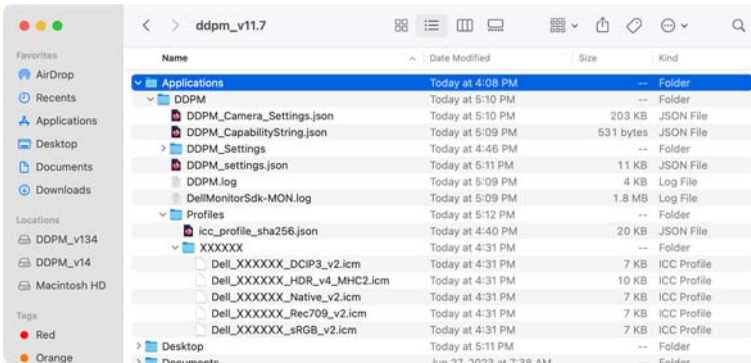 ddpm_v11.7
Favorites
AirDrop
Recents
Applications
Desktop
Documents
Downloads
Locations
DDPM_v134
DDPM_v14
Macintosh HD
Tags
Red
Orange
Name Date Modified Size Kind
Applications Today at 4:08 PM -- Folder
DDPM Today at 5:10 PM -- Folder
DDPM_Camera_Settings.json Today at 5:10 PM 203 KB JSON File
DDPM_CapabilityString.json Today at 5:09 PM 531 bytes JSON File
DDPM_Settings Today at 4:46 PM -- Folder
DDPM_settings.json Today at 5:11 PM 11 KB JSON File
DDPM.log Today at 5:09 PM 4 KB Log File
DellMonitorSdk-MON.log Today at 5:09 PM 1.8 MB Log File
Profiles Today at 5:12 PM -- Folder
icc_profile_sha256.json Today at 4:40 PM 20 KB JSON File
XXXXXX Today at 4:31 PM -- Folder
Dell_XXXXXX_DCIP3_v2.icm Today at 4:31 PM 7 KB ICC Profile
Dell_XXXXXX_HDR_v4_MHC2.icm Today at 4:31 PM 10 KB ICC Profile
Dell_XXXXXX_Native_v2.icm Today at 4:31 PM 7 KB ICC Profile
Dell_XXXXXX_Rec709_v2.icm Today at 4:31 PM 7 KB ICC Profile
Dell_XXXXXX_sRGB_v2.icm Today at 4:31 PM 7 KB ICC Profile
Desktop Today at 5:11 PM -- Folder
Documents Jun 27, 2023 at 7:38 AM -- Folder